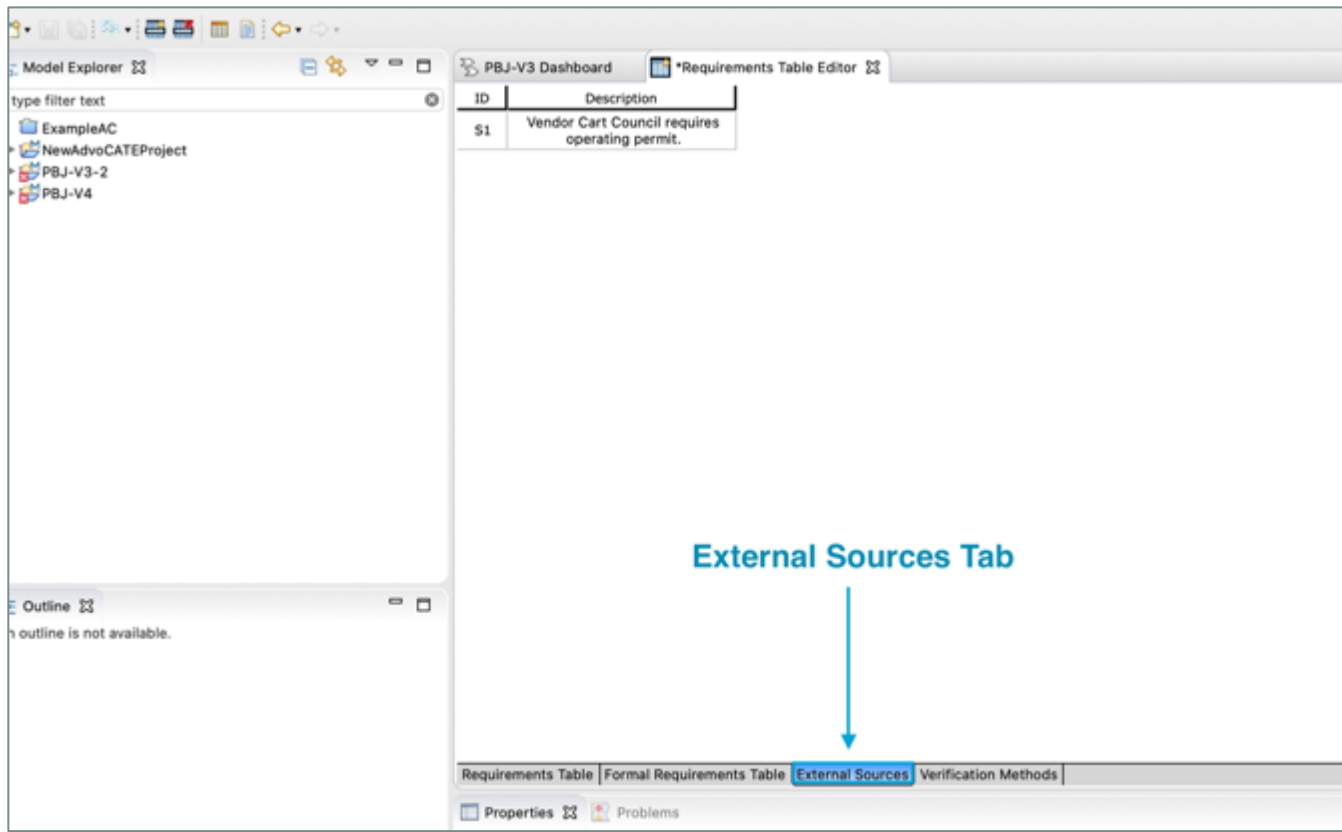 Model Explorer
type filter text
ExampleAC
NewAdvoCATEProject
PBJ-V3-2
PBJ-V4
Outline
outline is not available.
PBJ-V3 Dashboard
*Requirements Table Editor
ID Description
S1 Vendor Cart Council requires
operating permit.
External Sources Tab
Requirements Table Formal Requirements Table External Sources Verification Methods
Properties Problems